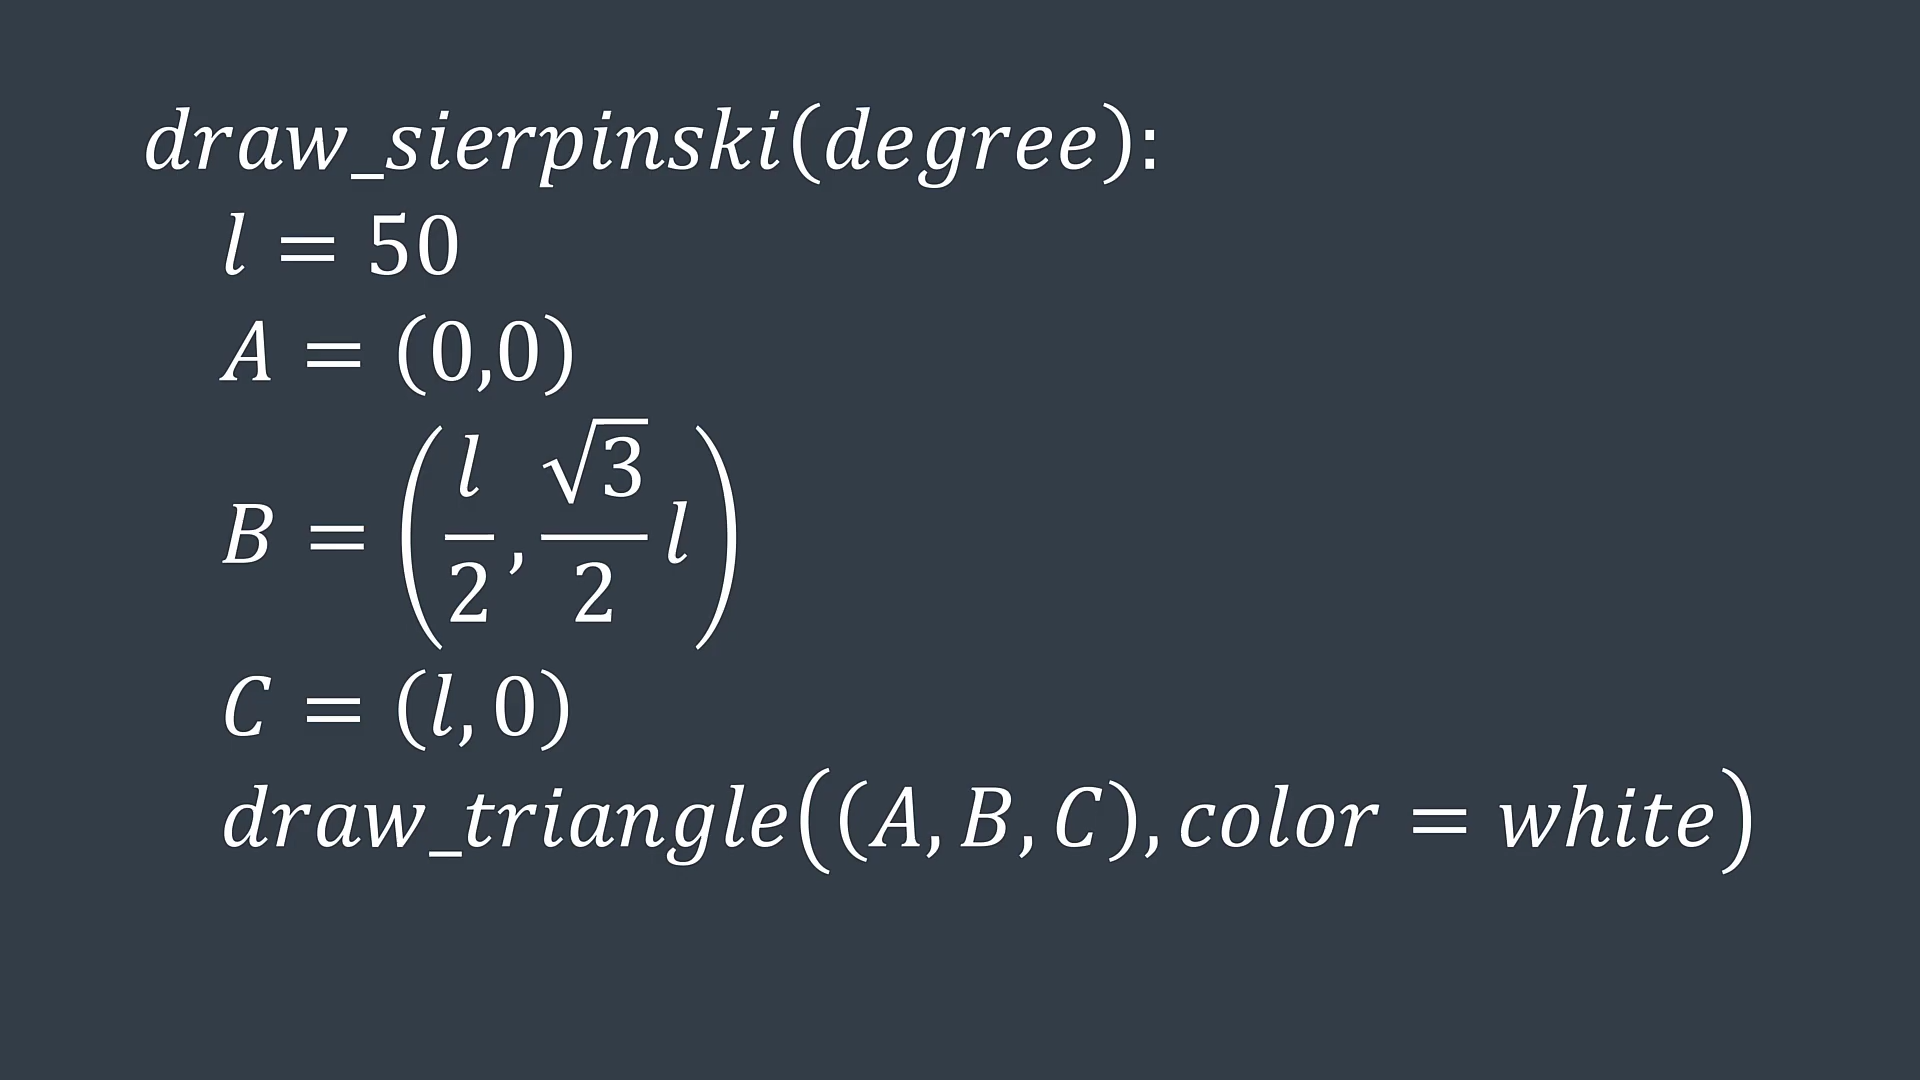 draw_sierpinski(degree):
l = 50
A = (0,0)
B = (l/2, √3/2 l)
C = (l, 0)
draw_triangle((A, B, C), color = white)